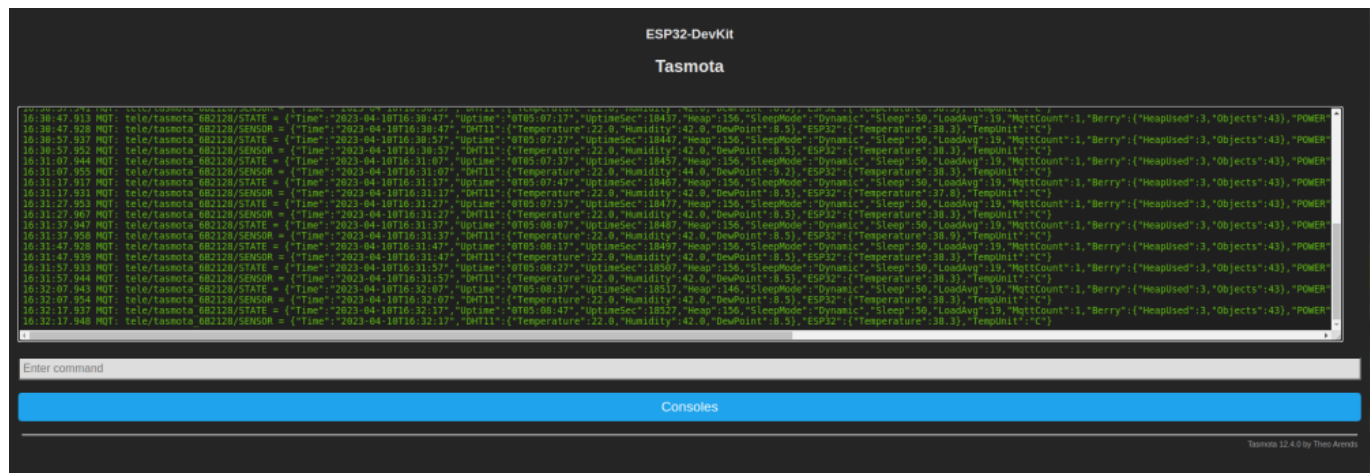 ESP32-DevKit
Tasmota
16:30:47.913 MQT: tele/tasmota_6B2128/STATE = {"Time":"2023-04-10T16:30:47","Uptime":"0T05:07:17","UptimeSec":18437,"Heap":156,"SleepMode":"Dynamic","Sleep":50,"LoadAvg":19,"MqttCount":1,"Berry":{"HeapUsed":3,"Objects":43},"POWER"
16:30:47.928 MQT: tele/tasmota_6B2128/SENSOR = {"Time":"2023-04-10T16:30:47","DHT11":{"Temperature":22.0,"Humidity":42.0,"DewPoint":8.5},"ESP32":{"Temperature":38.3},"TempUnit":"C"}
16:30:57.937 MQT: tele/tasmota_6B2128/STATE = {"Time":"2023-04-10T16:30:57","Uptime":"0T05:07:27","UptimeSec":18447,"Heap":156,"SleepMode":"Dynamic","Sleep":50,"LoadAvg":19,"MqttCount":1,"Berry":{"HeapUsed":3,"Objects":43},"POWER"
16:30:57.952 MQT: tele/tasmota_6B2128/SENSOR = {"Time":"2023-04-10T16:30:57","DHT11":{"Temperature":22.0,"Humidity":42.0,"DewPoint":8.5},"ESP32":{"Temperature":38.3},"TempUnit":"C"}
16:31:07.944 MQT: tele/tasmota_6B2128/STATE = {"Time":"2023-04-10T16:31:07","Uptime":"0T05:07:37","UptimeSec":18457,"Heap":156,"SleepMode":"Dynamic","Sleep":50,"LoadAvg":19,"MqttCount":1,"Berry":{"HeapUsed":3,"Objects":43},"POWER"
16:31:07.955 MQT: tele/tasmota_6B2128/SENSOR = {"Time":"2023-04-10T16:31:07","DHT11":{"Temperature":22.0,"Humidity":44.0,"DewPoint":9.2},"ESP32":{"Temperature":38.3},"TempUnit":"C"}
16:31:17.917 MQT: tele/tasmota_6B2128/STATE = {"Time":"2023-04-10T16:31:17","Uptime":"0T05:07:47","UptimeSec":18467,"Heap":156,"SleepMode":"Dynamic","Sleep":50,"LoadAvg":19,"MqttCount":1,"Berry":{"HeapUsed":3,"Objects":43},"POWER"
16:31:17.931 MQT: tele/tasmota_6B2128/SENSOR = {"Time":"2023-04-10T16:31:17","DHT11":{"Temperature":22.0,"Humidity":42.0,"DewPoint":8.5},"ESP32":{"Temperature":37.8},"TempUnit":"C"}
16:31:27.953 MQT: tele/tasmota_6B2128/STATE = {"Time":"2023-04-10T16:31:27","Uptime":"0T05:07:57","UptimeSec":18477,"Heap":156,"SleepMode":"Dynamic","Sleep":50,"LoadAvg":19,"MqttCount":1,"Berry":{"HeapUsed":3,"Objects":43},"POWER"
16:31:27.967 MQT: tele/tasmota_6B2128/SENSOR = {"Time":"2023-04-10T16:31:27","DHT11":{"Temperature":22.0,"Humidity":42.0,"DewPoint":8.5},"ESP32":{"Temperature":38.3},"TempUnit":"C"}
16:31:37.947 MQT: tele/tasmota_6B2128/STATE = {"Time":"2023-04-10T16:31:37","Uptime":"0T05:08:07","UptimeSec":18487,"Heap":156,"SleepMode":"Dynamic","Sleep":50,"LoadAvg":19,"MqttCount":1,"Berry":{"HeapUsed":3,"Objects":43},"POWER"
16:31:37.958 MQT: tele/tasmota_6B2128/SENSOR = {"Time":"2023-04-10T16:31:37","DHT11":{"Temperature":22.0,"Humidity":42.0,"DewPoint":8.5},"ESP32":{"Temperature":38.3},"TempUnit":"C"}
16:31:47.928 MQT: tele/tasmota_6B2128/STATE = {"Time":"2023-04-10T16:31:47","Uptime":"0T05:08:17","UptimeSec":18497,"Heap":156,"SleepMode":"Dynamic","Sleep":50,"LoadAvg":19,"MqttCount":1,"Berry":{"HeapUsed":3,"Objects":43},"POWER"
16:31:47.939 MQT: tele/tasmota_6B2128/SENSOR = {"Time":"2023-04-10T16:31:47","DHT11":{"Temperature":22.0,"Humidity":42.0,"DewPoint":8.5},"ESP32":{"Temperature":38.3},"TempUnit":"C"}
16:31:57.933 MQT: tele/tasmota_6B2128/STATE = {"Time":"2023-04-10T16:31:57","Uptime":"0T05:08:27","UptimeSec":18507,"Heap":156,"SleepMode":"Dynamic","Sleep":50,"LoadAvg":19,"MqttCount":1,"Berry":{"HeapUsed":3,"Objects":43},"POWER"
16:31:57.944 MQT: tele/tasmota_6B2128/SENSOR = {"Time":"2023-04-10T16:31:57","DHT11":{"Temperature":22.0,"Humidity":42.0,"DewPoint":8.5},"ESP32":{"Temperature":38.3},"TempUnit":"C"}
16:32:07.943 MQT: tele/tasmota_6B2128/STATE = {"Time":"2023-04-10T16:32:07","Uptime":"0T05:08:37","UptimeSec":18517,"Heap":146,"SleepMode":"Dynamic","Sleep":50,"LoadAvg":19,"MqttCount":1,"Berry":{"HeapUsed":3,"Objects":43},"POWER"
16:32:07.954 MQT: tele/tasmota_6B2128/SENSOR = {"Time":"2023-04-10T16:32:07","DHT11":{"Temperature":22.0,"Humidity":42.0,"DewPoint":8.5},"ESP32":{"Temperature":38.9},"TempUnit":"C"}
16:32:17.937 MQT: tele/tasmota_6B2128/STATE = {"Time":"2023-04-10T16:32:17","Uptime":"0T05:08:47","UptimeSec":18527,"Heap":156,"SleepMode":"Dynamic","Sleep":50,"LoadAvg":19,"MqttCount":1,"Berry":{"HeapUsed":3,"Objects":43},"POWER"
16:32:17.948 MQT: tele/tasmota_6B2128/SENSOR = {"Time":"2023-04-10T16:32:17","DHT11":{"Temperature":22.0,"Humidity":42.0,"DewPoint":8.5},"ESP32":{"Temperature":38.3},"TempUnit":"C"}
Enter command
Consoles
Tasmota 12.4.0 by Theo Arends